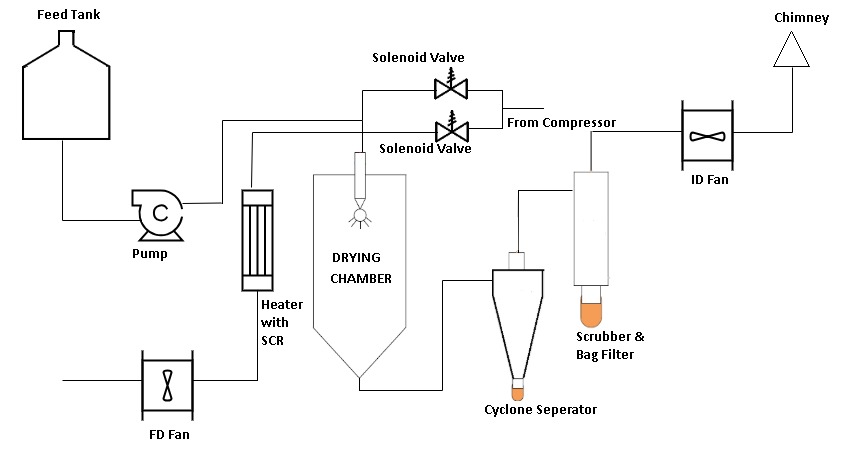 Feed Tank
Chimney
Solenoid Valve
From Compressor
Solenoid Valve
ID Fan
C
Pump
DRYING
CHAMBER
Heater
with
SCR
Scrubber &
Bag Filter
Cyclone Seperator
FD Fan